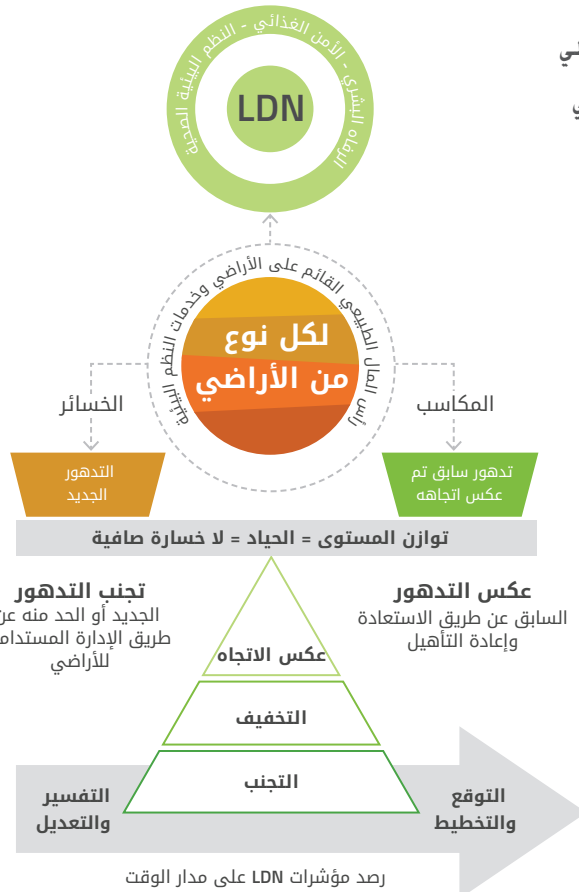 الرفاه البشري - الأمن الغذائي - النظم البيئية الصحية
LDN
رأس المال الطبيعي القائم على الأراضي وخدمات النظم البيئية
لكل نوع
من الأراضي
المكاسب
الخسائر
تدهور سابق تم
عكس اتجاهه
التدهور
الجديد
توازن المستوى = الحياد = لا خسارة صافية
عكس التدهور
السابق عن طريق الاستعادة
وإعادة التأهيل
تجنب التدهور
الجديد أو الحد منه عن
طريق الإدارة
للأراضي
عكس الاتجاه
التخفيف
التجنب
التوقع
والتخطيط
التفسير
والتعديل
رصد مؤشرات LDN على مدار الوقت